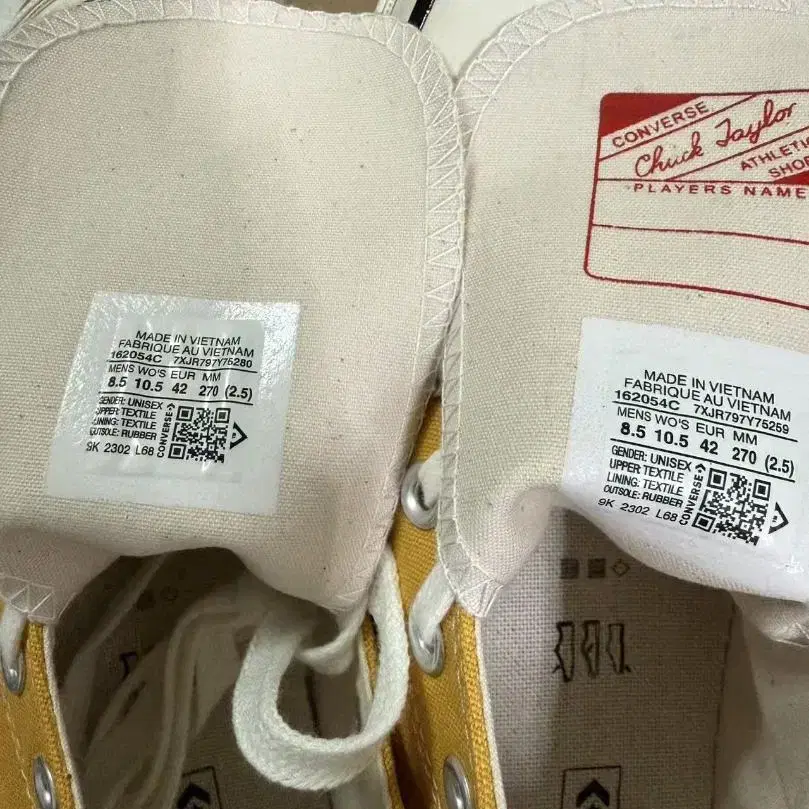 MADE IN VIETNAM
FABRIQUE AU VIETNAM
162054C 7XJR797Y75280
MENS WO'S EUR MM
8.5 10.5 42 270 (2.5)
GENDER: UNISEX
UPPER: TEXTILE
LINING: TEXTILE
OUTSOLE: RUBBER
CONVERSE
9K 2302 L68
CONVERSE
Chuck Taylor
ATHLETIC
SHOE
PLAYERS NAME
MADE IN VIETNAM
FABRIQUE AU VIETNAM
162054C 7XJR797Y75259
MENS WO'S EUR MM
8.5 10.5 42 270 (2.5)
GENDER: UNISEX
UPPER: TEXTILE
LINING: TEXTILE
OUTSOLE: RUBBER
CONVERSE
9K 2302 L68